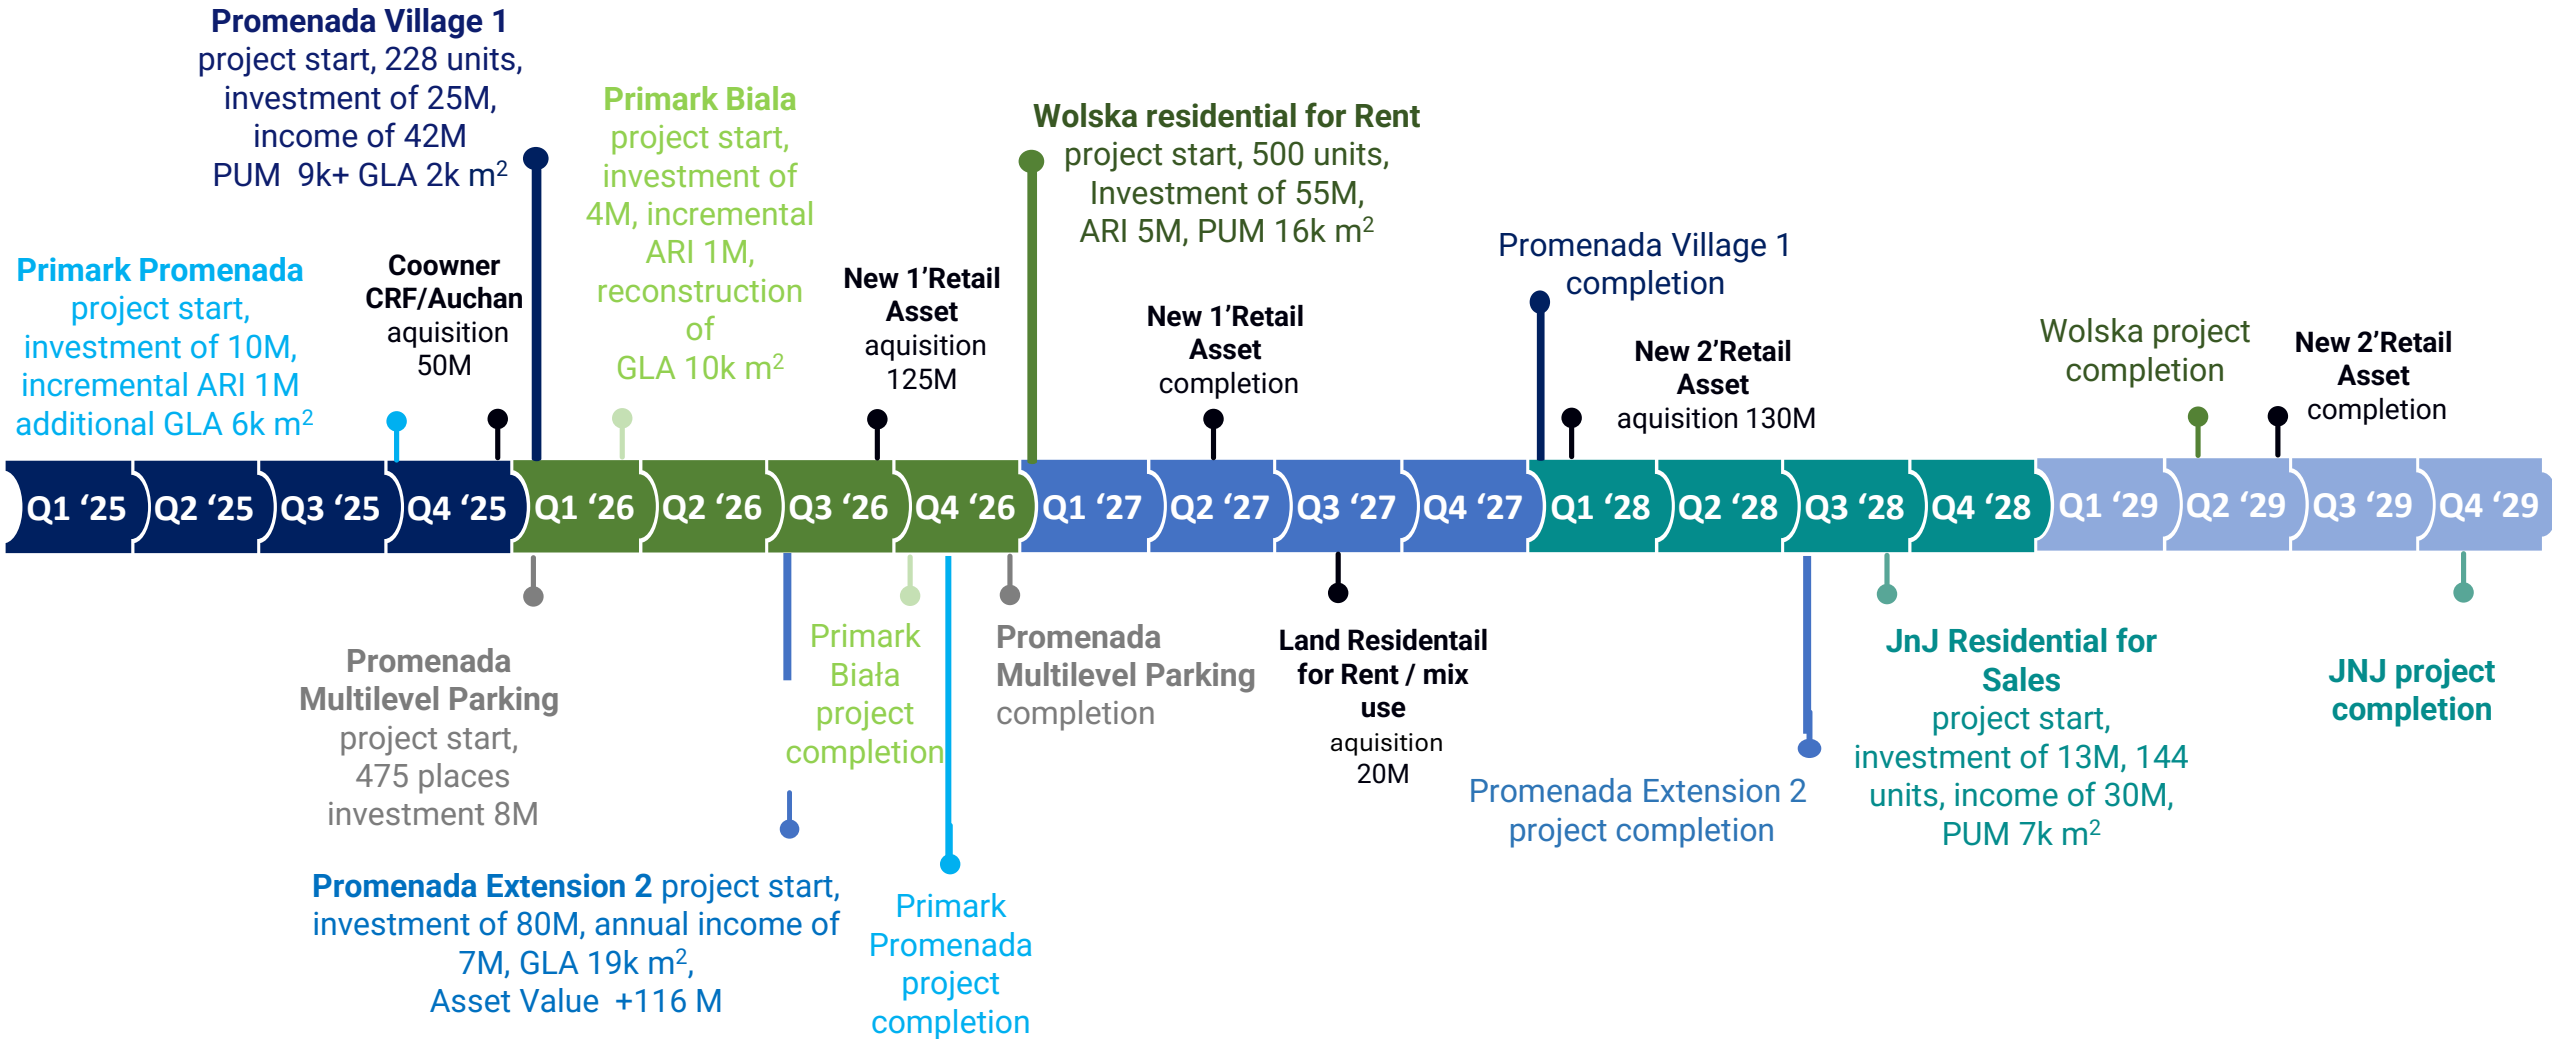 Promenada Village 1
project start, 228 units,
investment of 25M,
income of 42M
PUM  9k+ GLA 2k m²
Primark Biala
project start,
investment of
4M, incremental
ARI 1M,
reconstruction
of
GLA 10k m²
Wolska residential for Rent
project start, 500 units,
Investment of 55M,
ARI 5M, PUM 16k m²
Primark Promenada
project start,
investment of 10M,
incremental ARI 1M
additional GLA 6k m²
Coowner
CRF/Auchan
aquisition
50M
New 1’Retail
Asset
aquisition
125M
New 1’Retail
Asset
completion
Promenada Village 1
completion
New 2’Retail
Asset
aquisition 130M
Wolska project
completion
New 2’Retail
Asset
completion
Q1 ‘25
Q2 ‘25
Q3 ‘25
Q4 ‘25
Q1 ‘26
Q2 ‘26
Q3 ‘26
Q4 ‘26
Q1 ‘27
Q2 ‘27
Q3 ‘27
Q4 ‘27
Q1 ‘28
Q2 ‘28
Q3 ‘28
Q4 ‘28
Q1 ‘29
Q2 ‘29
Q3 ‘29
Q4 ‘29
Promenada
Multilevel Parking
project start,
475 places
investment 8M
Primark
Biała
project
completion
Promenada
Multilevel Parking
completion
Land Residentail
for Rent / mix
use
aquisition
20M
Promenada Extension 2
project completion
JnJ Residential for
Sales
project start,
investment of 13M, 144
units, income of 30M,
PUM 7k m²
JNJ project
completion
Promenada Extension 2 project start,
investment of 80M, annual income of
7M, GLA 19k m²,
Asset Value  +116 M
Primark
Promenada
project
completion